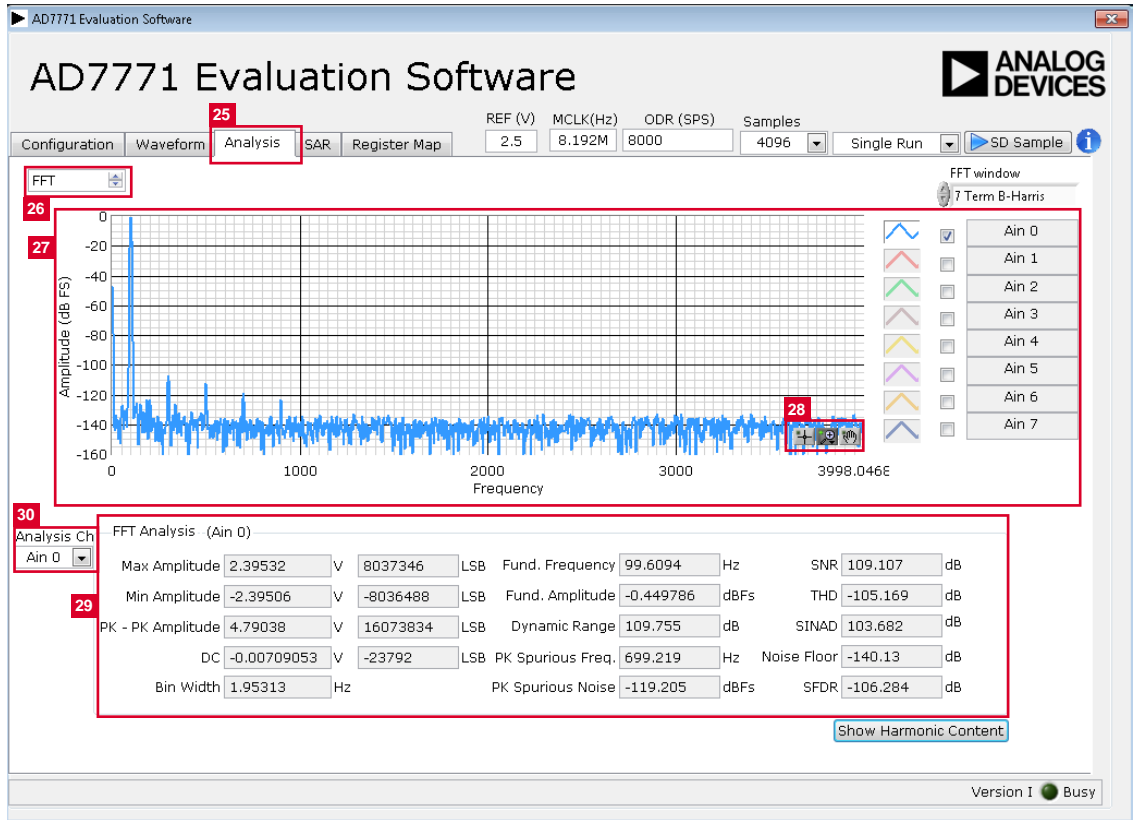 AD7771 Evaluation Software
AD7771 Evaluation Software
ANALOG
DEVICES
25
REF (V) MCLK(HZ) ODR (SPS) Samples
Configuration Waveform Analysis SAR Register Map 2.5 8.192M 8000 4096 Single Run SD Sample i
FFT
FFT window
7 Term B-Harris
26
27
Amplitude (dB FS)
0
-20
-40
-60
-80
-100
-120
-140
-160
0 1000 2000 3000 3998.046E
Frequency
Ain 0
Ain 1
Ain 2
Ain 3
Ain 4
Ain 5
Ain 6
Ain 7
28
30
Analysis Ch
Ain 0
29
FFT Analysis (Ain 0)
Max Amplitude 2.39532 V 8037346 LSB Fund. Frequency 99.6094 Hz SNR 109.107 dB
Min Amplitude -2.39506 V -8036488 LSB Fund. Amplitude -0.449786 dBFs THD -105.169 dB
PK - PK Amplitude 4.79038 V 16073834 LSB Dynamic Range 109.755 dB SINAD 103.682 dB
DC -0.00709053 V -23792 LSB PK Spurious Freq. 699.219 Hz Noise Floor -140.13 dB
Bin Width 1.95313 Hz PK Spurious Noise -119.205 dBFs SFDR -106.284 dB
Show Harmonic Content
Version I Busy